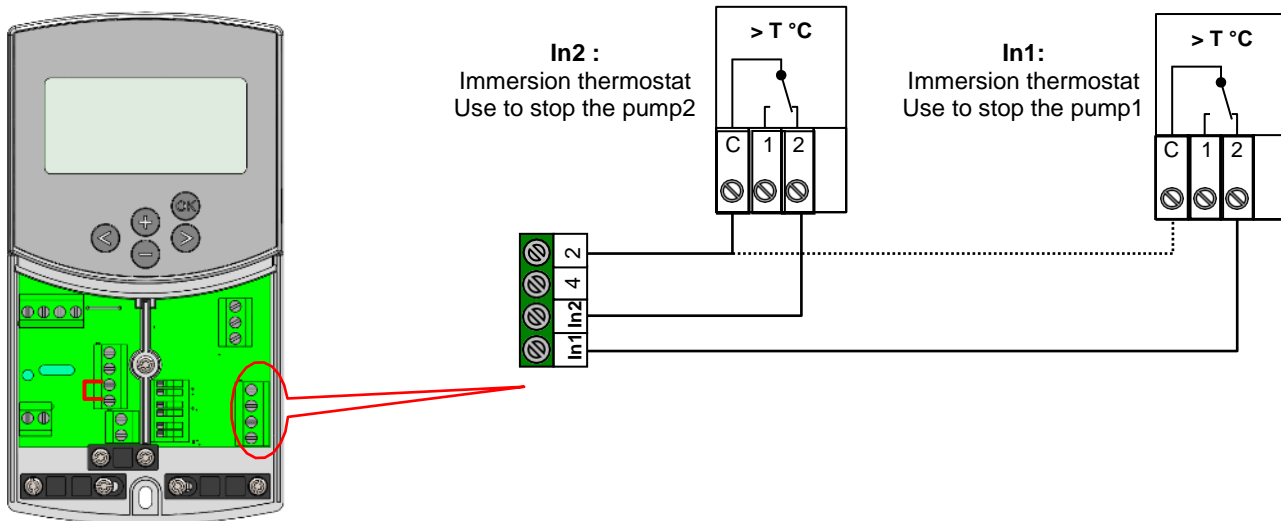 In2 :
Immersion thermostat
Use to stop the pump2
> T °C
C 1 2
In1:
Immersion thermostat
Use to stop the pump1
> T °C
C 1 2
2
4
In2
In1
OK
+
<
>
−